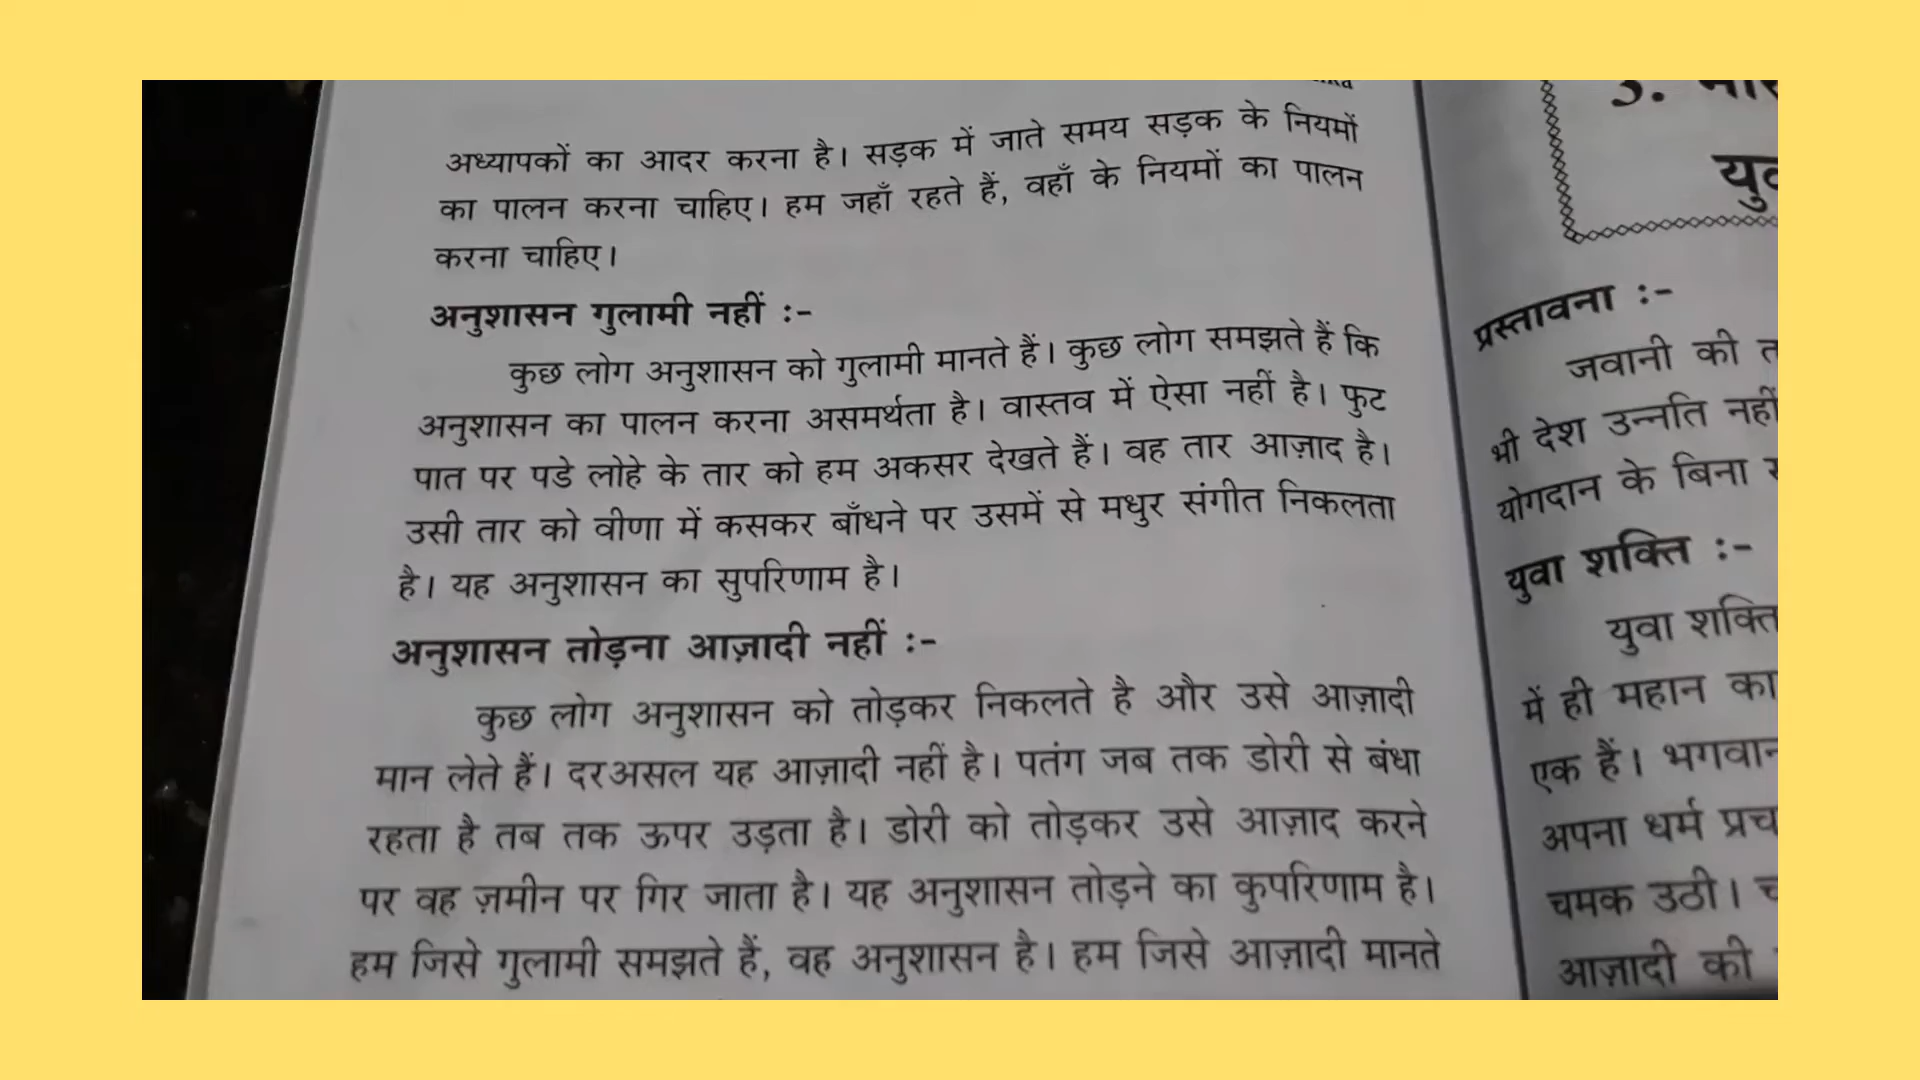 अध्यापकों का आदर करना है। सड़क में जाते समय सड़क के नियमों
का पालन करना चाहिए। हम जहाँ रहते हैं, वहाँ के नियमों का पालन
करना चाहिए।
अनुशासन गुलामी नहीं :-
कुछ लोग अनुशासन को गुलामी मानते हैं। कुछ लोग समझते हैं कि
अनुशासन का पालन करना असमर्थता है। वास्तव में ऐसा नहीं है। फुट
पात पर पडे लोहे के तार को हम अकसर देखते हैं। वह तार आज़ाद है।
उसी तार को वीणा में कसकर बाँधने पर उसमें से मधुर संगीत निकलता
है। यह अनुशासन का सुपरिणाम है।
अनुशासन तोड़ना आज़ादी नहीं :-
कुछ लोग अनुशासन को तोड़कर निकलते है और उसे आज़ादी
मान लेते हैं। दरअसल यह आज़ादी नहीं है। पतंग जब तक डोरी से बंधा
रहता है तब तक ऊपर उड़ता है। डोरी को तोड़कर उसे आज़ाद करने
पर वह ज़मीन पर गिर जाता है। यह अनुशासन तोड़ने का कुपरिणाम है।
हम जिसे गुलामी समझते हैं, वह अनुशासन है। हम जिसे आज़ादी मानते
प्रस्तावना :-
जवानी की
भी देश उन्नति नहीं
योगदान के बिना
युवा शक्ति :-
युवा शक्ति
में ही महान
एक हैं।
अपना धर्म
चमक उठी।
आज़ादी की